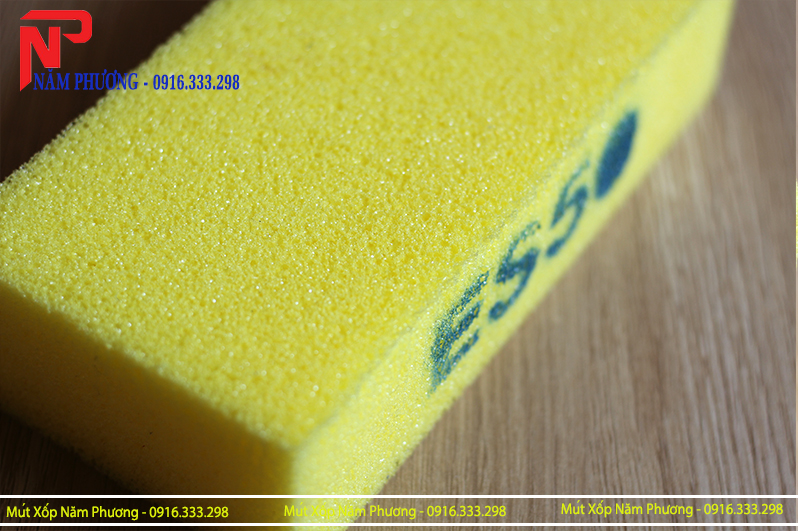 NP
NĂM PHƯƠNG - 0916.333.298
ES50
Mút Xốp Năm Phương - 0916.333.298
Mút Xốp Năm Phương - 0916.333.298
Mút Xốp Năm Phương - 0916.333.298